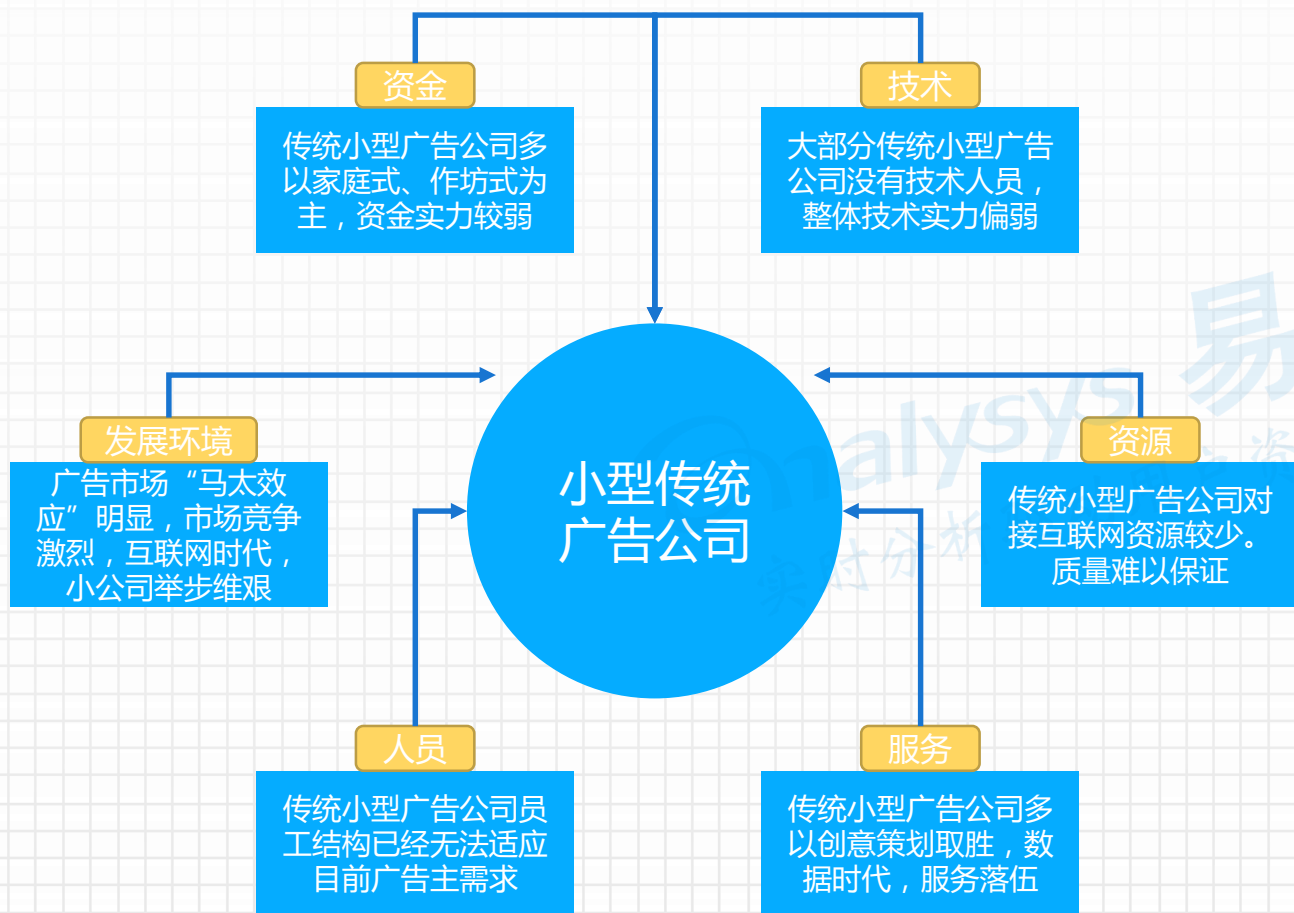 资金
传统小型广告公司多
以家庭式、作坊式为
主，资金实力较弱
技术
大部分传统小型广告
公司没有技术人员，
整体技术实力偏弱
发展环境
广告市场“马太效
应”明显，市场竞争
激烈，互联网时代，
小公司举步维艰
小型传统
广告公司
资源
传统小型广告公司对
接互联网资源较少。
质量难以保证
人员
传统小型广告公司员
工结构已经无法适应
目前广告主需求
服务
传统小型广告公司多
以创意策划取胜，数
据时代，服务落伍
nalysys 易
实时分析